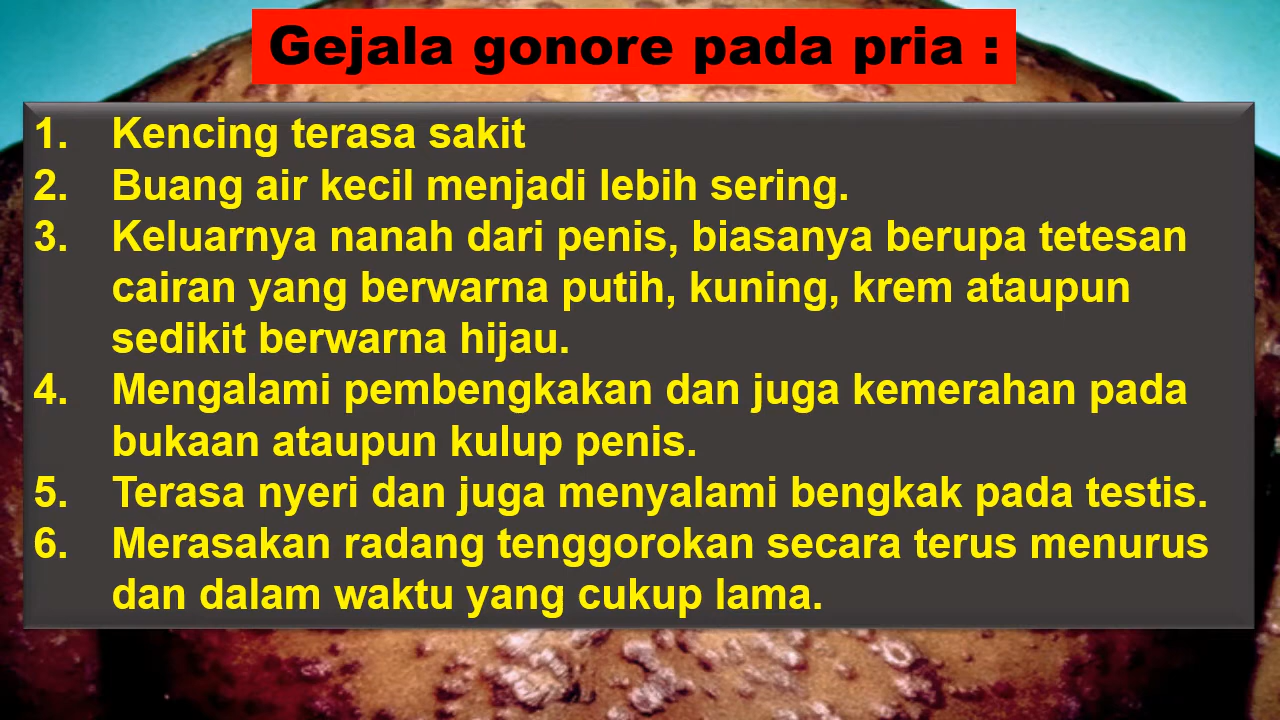 Gejala gonore pada pria :
1. Kencing terasa sakit
2. Buang air kecil menjadi lebih sering.
3. Keluarnya nanah dari penis, biasanya berupa tetesan
cairan yang berwarna putih, kuning, krem ataupun
sedikit berwarna hijau.
4. Mengalami pembengkakan dan juga kemerahan pada
bukaan ataupun kulup penis.
5. Terasa nyeri dan juga menyalami bengkak pada testis.
6. Merasakan radang tenggorokan secara terus menurus
dan dalam waktu yang cukup lama.